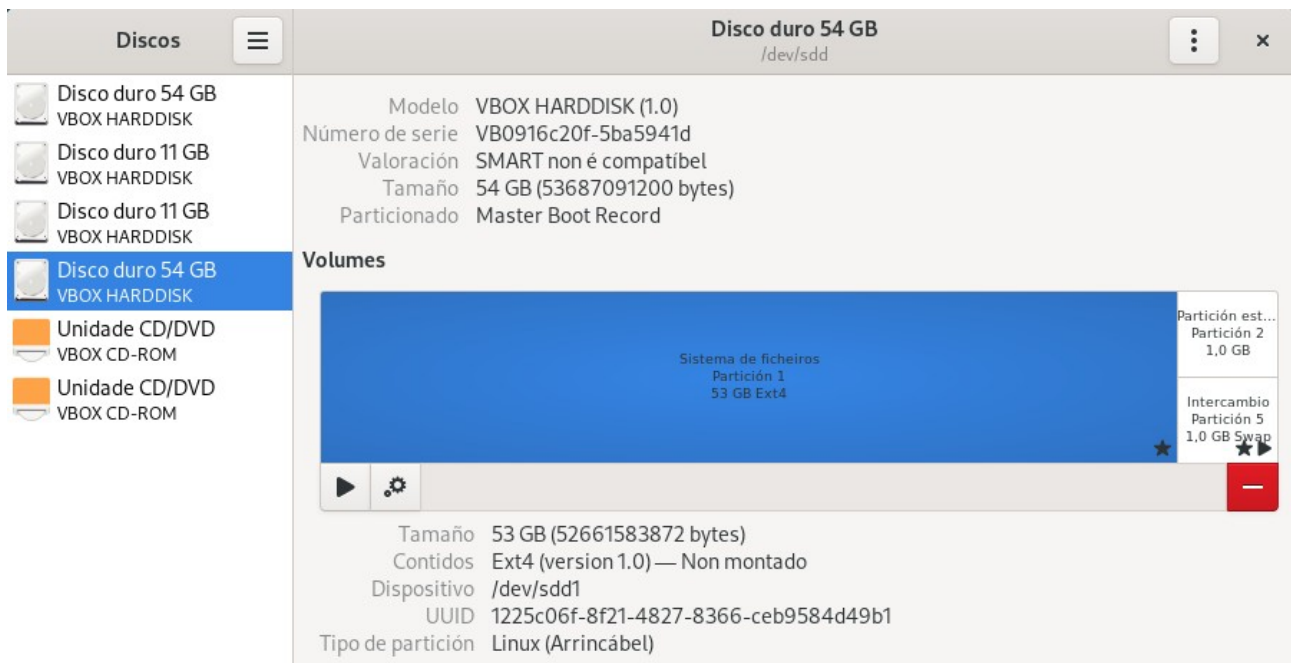 Discos
Disco duro 54 GB
/dev/sdd
Disco duro 54 GB
VBOX HARDDISK
Disco duro 11 GB
VBOX HARDDISK
Disco duro 11 GB
VBOX HARDDISK
Disco duro 54 GB
VBOX HARDDISK
Unidade CD/DVD
VBOX CD-ROM
Unidade CD/DVD
VBOX CD-ROM
Modelo VBOX HARDDISK (1.0)
Número de serie VB0916c20f-5ba5941d
Valoración SMART non é compatíbel
Tamaño 54 GB (53687091200 bytes)
Particionado Master Boot Record
Volumes
Sistema de ficheiros
Partición 1
53 GB Ext4
Partición est...
Partición 2
1,0 GB
Intercambio
Partición 5
1,0 GB Swap
Tamaño 53 GB (52661583872 bytes)
Contidos Ext4 (version 1.0) — Non montado
Dispositivo /dev/sdd1
UUID 1225c06f-8f21-4827-8366-ceb9584d49b1
Tipo de partición Linux (Arrincábel)